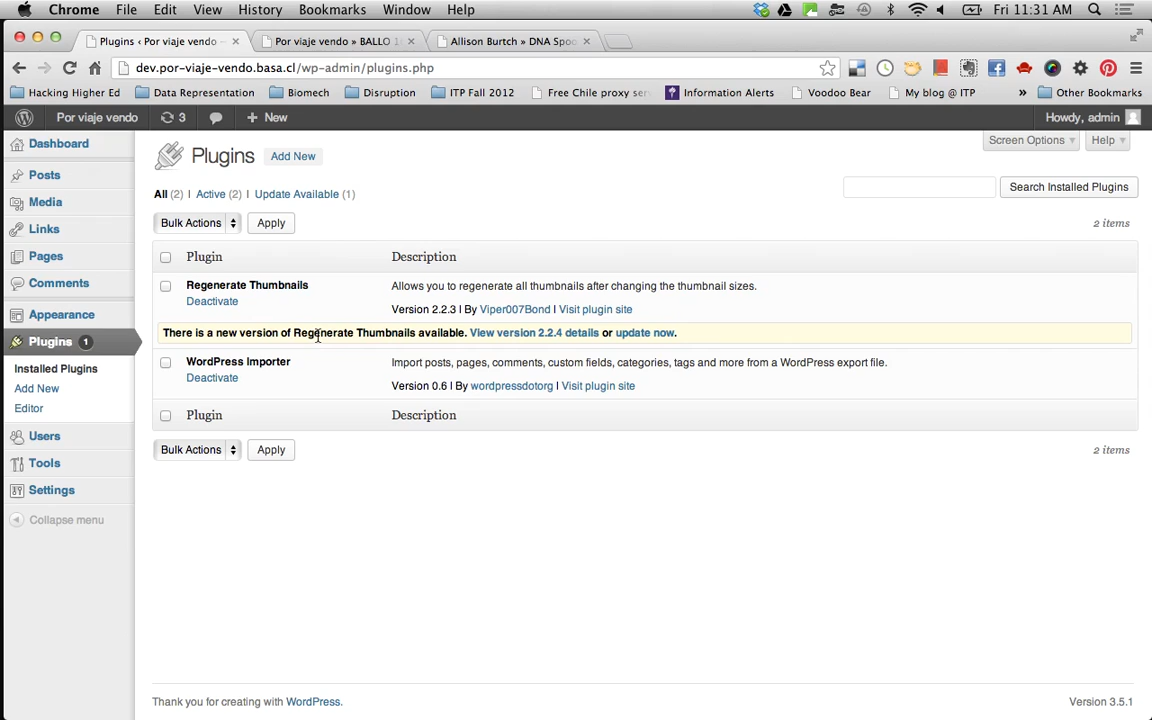 Chrome File Edit View History Bookmarks Window Help Fri 11:31 AM
Plugins ‹ Por viaje vendo Por viaje vendo » BALLO Allison Burtch » DNA Spoo
dev.por-viaje-vendo.basa.cl/wp-admin/plugins.php
Hacking Higher Ed Data Representation Biomech Disruption ITP Fall 2012 Free Chile proxy serv Information Alerts Voodoo Bear My blog @ ITP » Other Bookmarks
Por viaje vendo 3 + New Howdy, admin
Dashboard
Posts
Media
Links
Pages
Comments
Appearance
Plugins 1
Installed Plugins
Add New
Editor
Users
Tools
Settings
Collapse menu
Screen Options Help
Plugins Add New
All (2) | Active (2) | Update Available (1)
Search Installed Plugins
Bulk Actions Apply 2 items
Plugin Description
Regenerate Thumbnails Allows you to regenerate all thumbnails after changing the thumbnail sizes.
Deactivate Version 2.2.3 | By Viper007Bond | Visit plugin site
There is a new version of Regenerate Thumbnails available. View version 2.2.4 details or update now.
WordPress Importer Import posts, pages, comments, custom fields, categories, tags and more from a WordPress export file.
Deactivate Version 0.6 | By wordpressdotorg | Visit plugin site
Plugin Description
Bulk Actions Apply 2 items
Thank you for creating with WordPress. Version 3.5.1